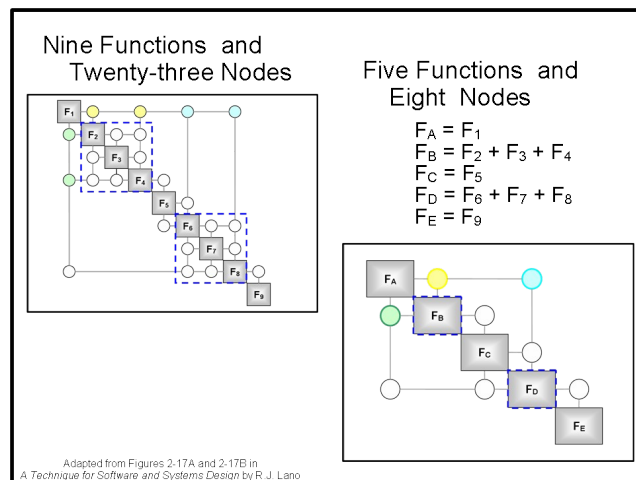 Nine Functions and
Twenty-three Nodes
F1
F2
F3
F4
F5
F6
F7
F8
F9
Five Functions and
Eight Nodes
FA = F1
FB = F2 + F3 + F4
FC = F5
FD = F6 + F7 + F8
FE = F9
FA
FB
FC
FD
FE
Adapted from Figures 2-17A and 2-17B in
A Technique for Software and Systems Design by R.J. Lano